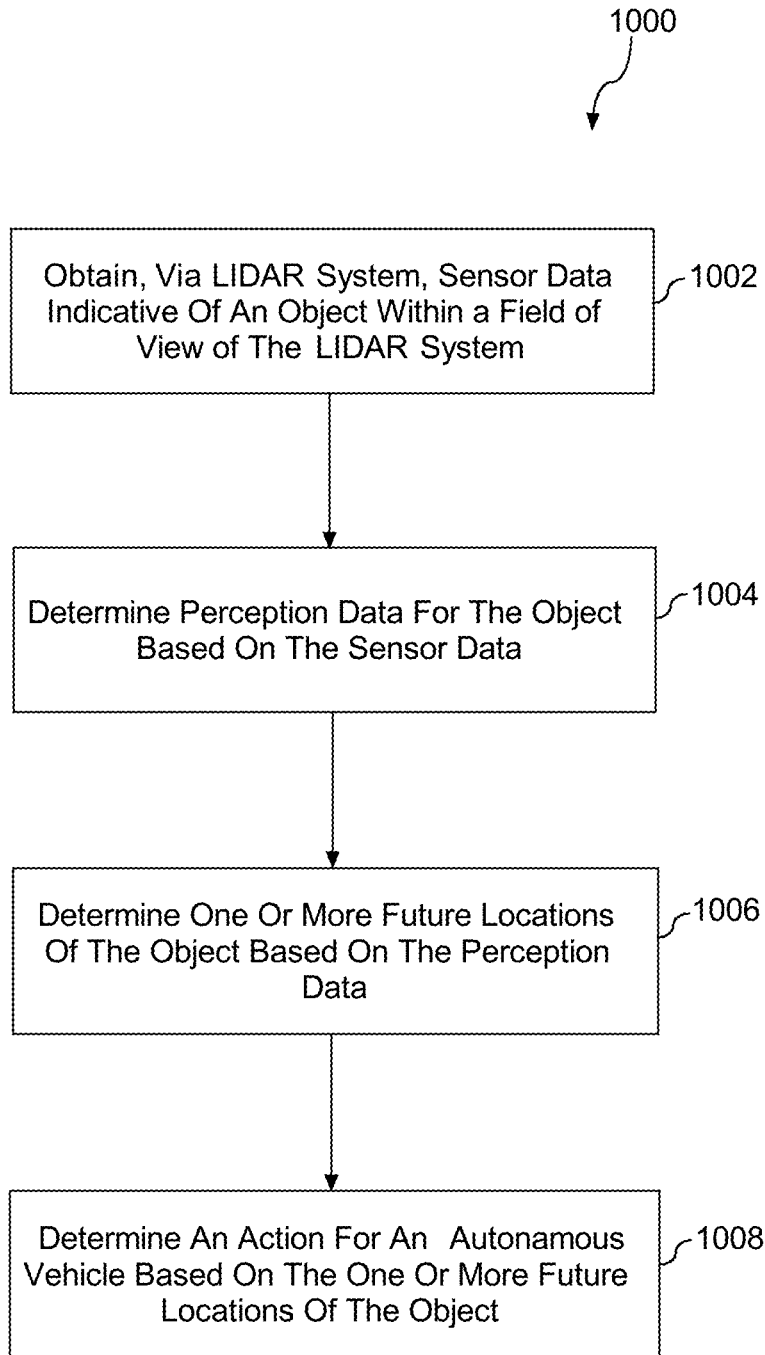 1000
Obtain, Via LIDAR System, Sensor Data
Indicative Of An Object Within a Field of
View of The LIDAR System
1002
Determine Perception Data For The Object
Based On The Sensor Data
1004
Determine One Or More Future Locations
Of The Object Based On The Perception
Data
1006
Determine An Action For An Autonamous
Vehicle Based On The One Or More Future
Locations Of The Object
1008